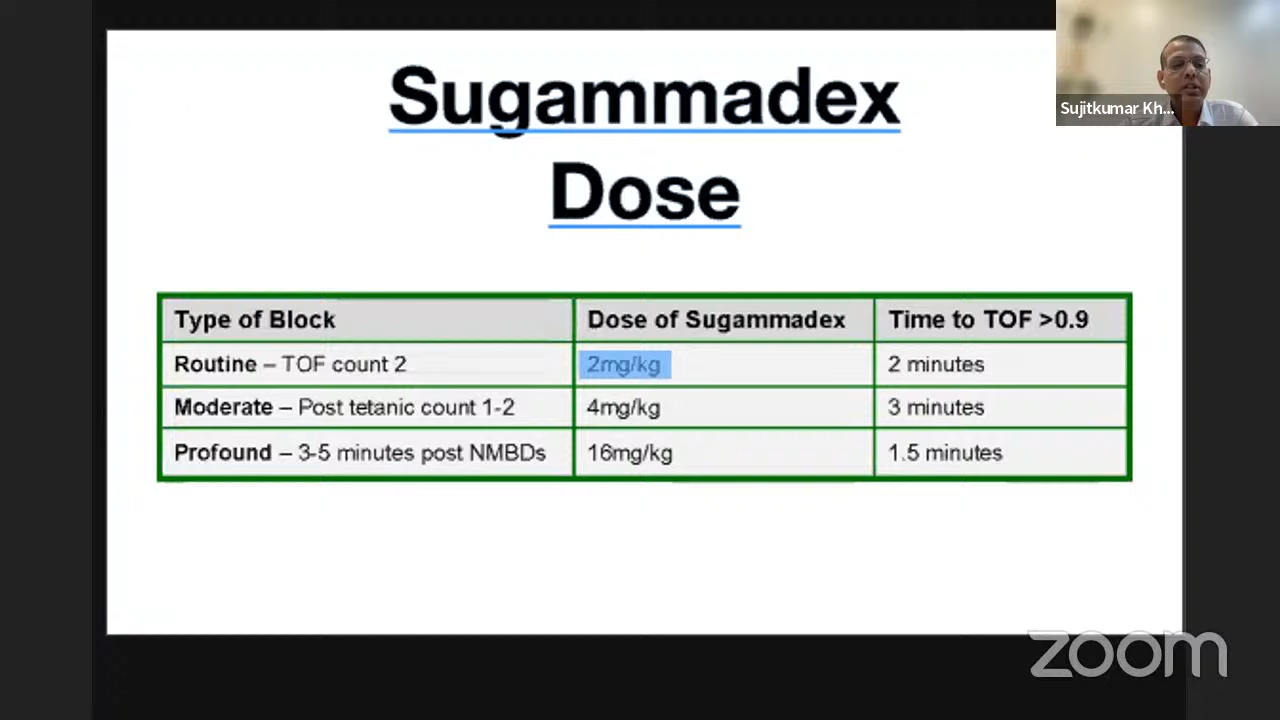 Sugammadex
Dose
Sujitkumar Kh...
Type of Block Dose of Sugammadex Time to TOF >0.9
Routine – TOF count 2 2mg/kg 2 minutes
Moderate – Post tetanic count 1-2 4mg/kg 3 minutes
Profound – 3-5 minutes post NMBDs 16mg/kg 1.5 minutes
zoom